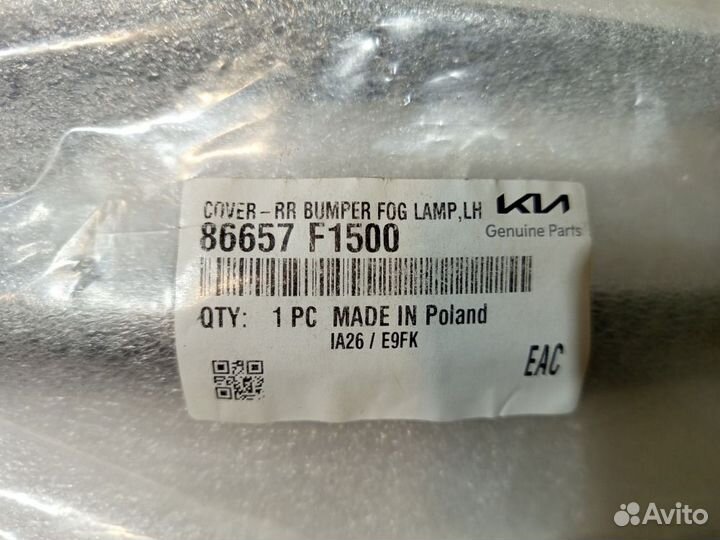 COVER-RR BUMPER FOG LAMP,LH
KIA
Genuine Parts
86657 F1500
QTY: 1 PC MADE IN Poland
IA26 / E9FK
EAC
Avito